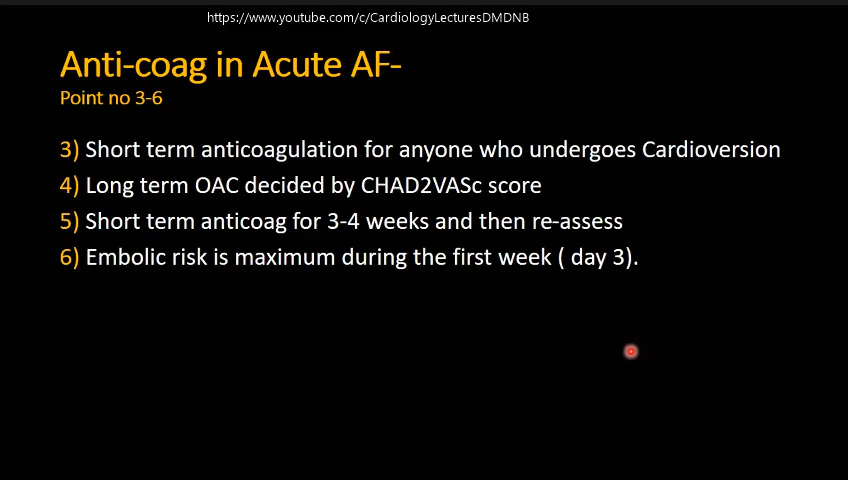 https://www.youtube.com/c/CardiologyLecturesDMDNB
Anti-coag in Acute AF-
Point no 3-6
3) Short term anticoagulation for anyone who undergoes Cardioversion
4) Long term OAC decided by CHAD2VASc score
5) Short term anticoag for 3-4 weeks and then re-assess
6) Embolic risk is maximum during the first week ( day 3).